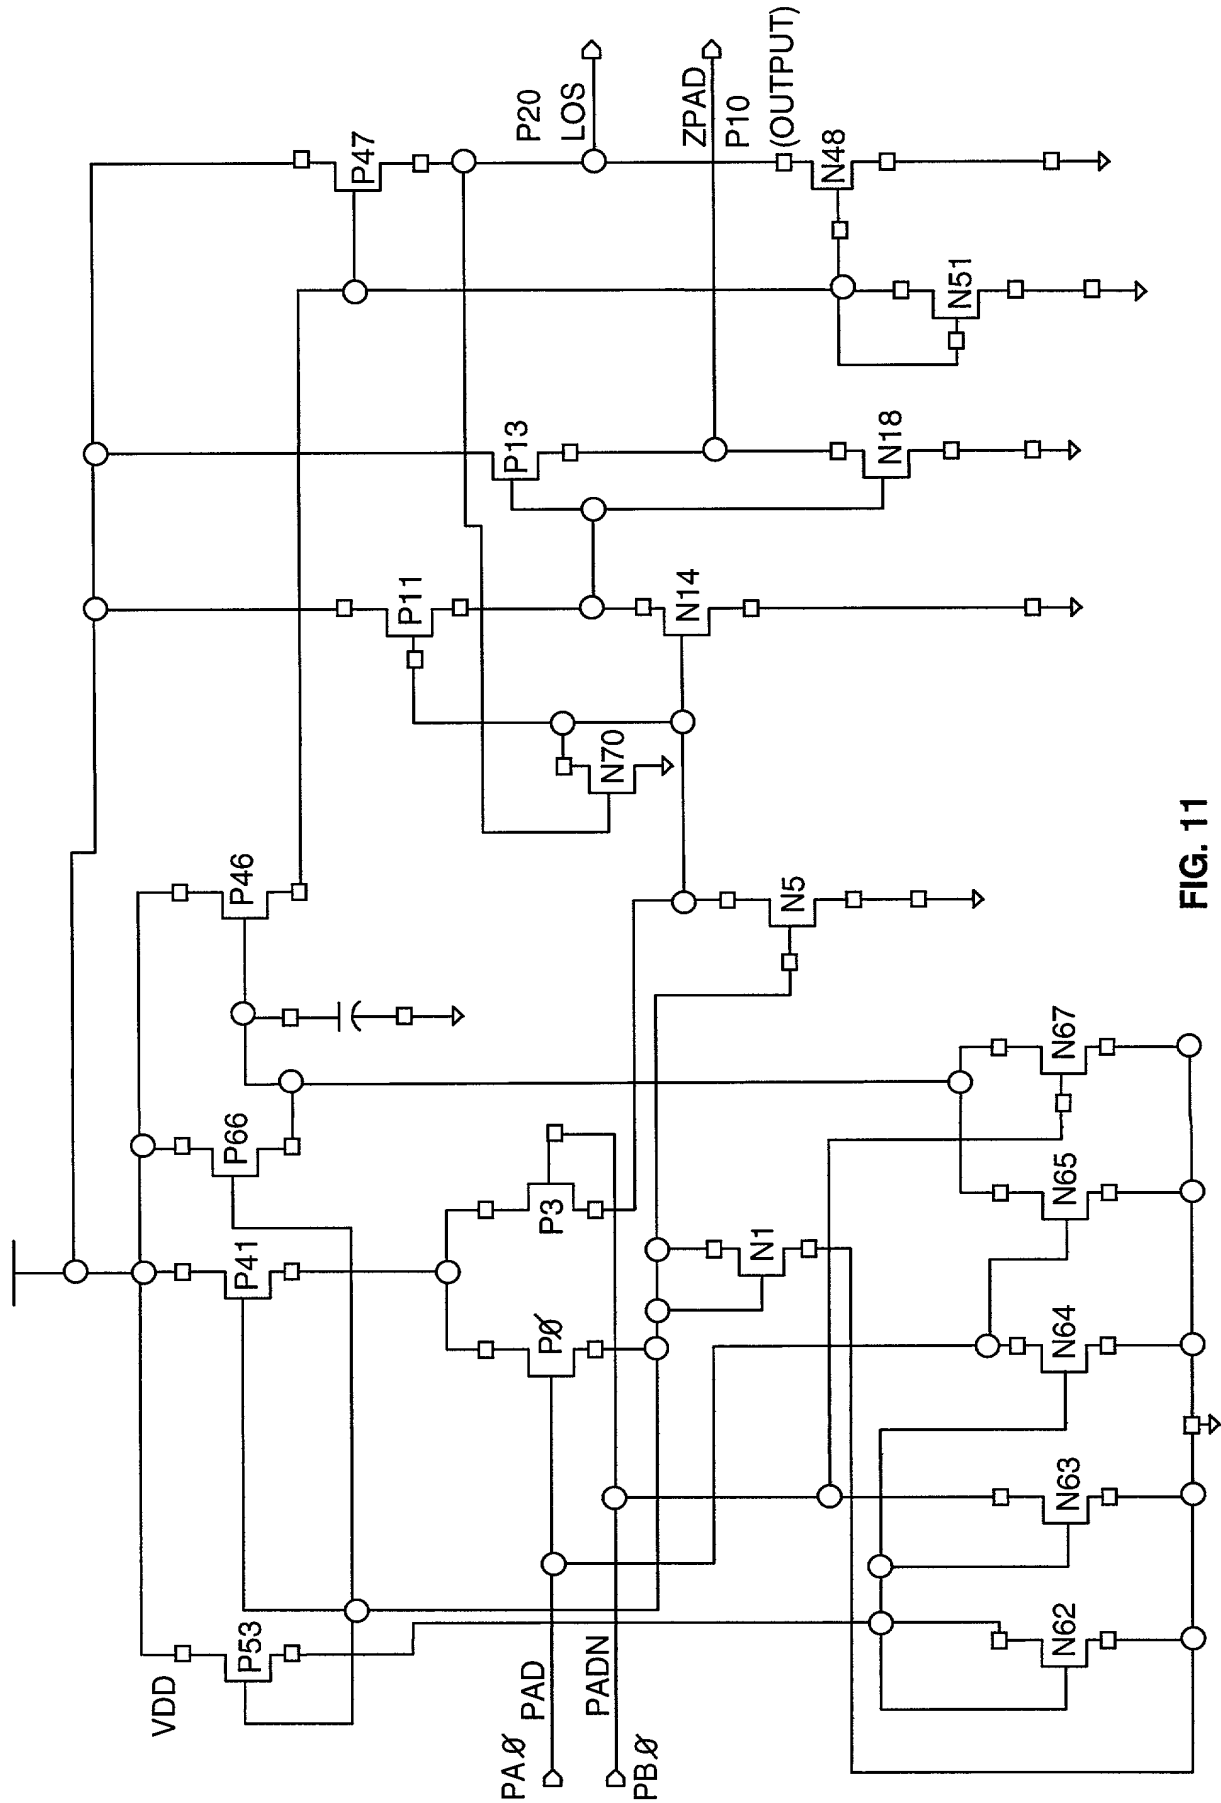 VDD
P53
P41
P66
P46
P47
P20
LOS
ZPAD
P10
(OUTPUT)
P11
P13
N48
N51
N18
N14
N70
N5
PAØ
PAD
PADN
PBØ
PØ
P3
N1
N62
N63
N64
N65
N67
FIG. 11